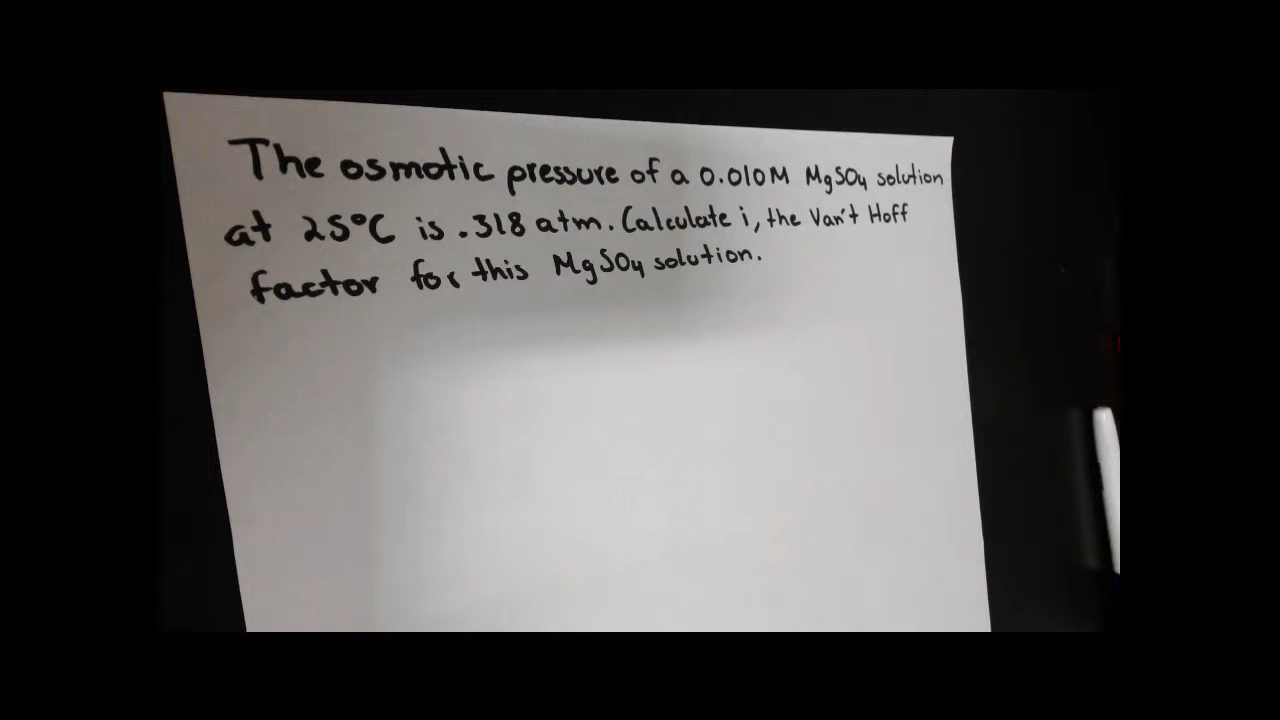 The osmotic pressure of a 0.010M MgSO4 solution
at 25°C is .318 atm. Calculate i, the Van't Hoff
factor for this MgSO4 solution.